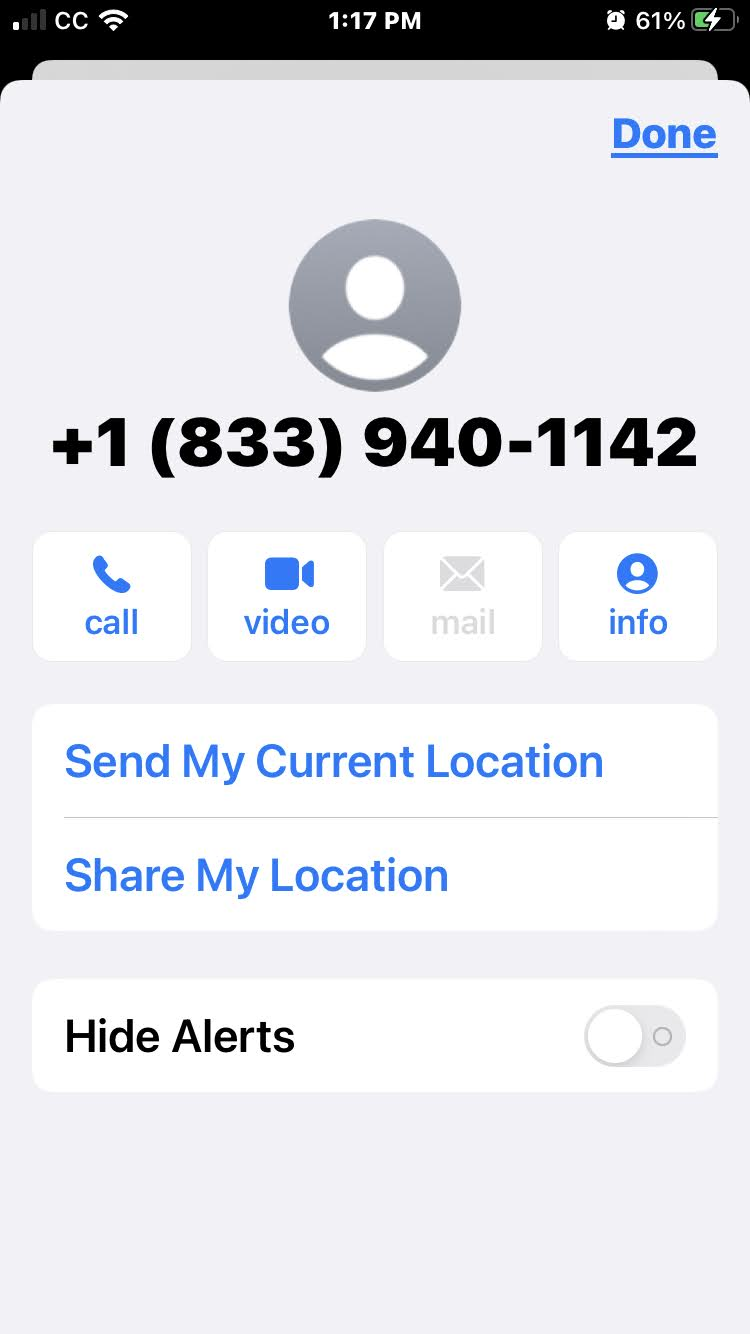 CC 1:17 PM 61%
Done
+1 (833) 940-1142
call video mail info
Send My Current Location
Share My Location
Hide Alerts